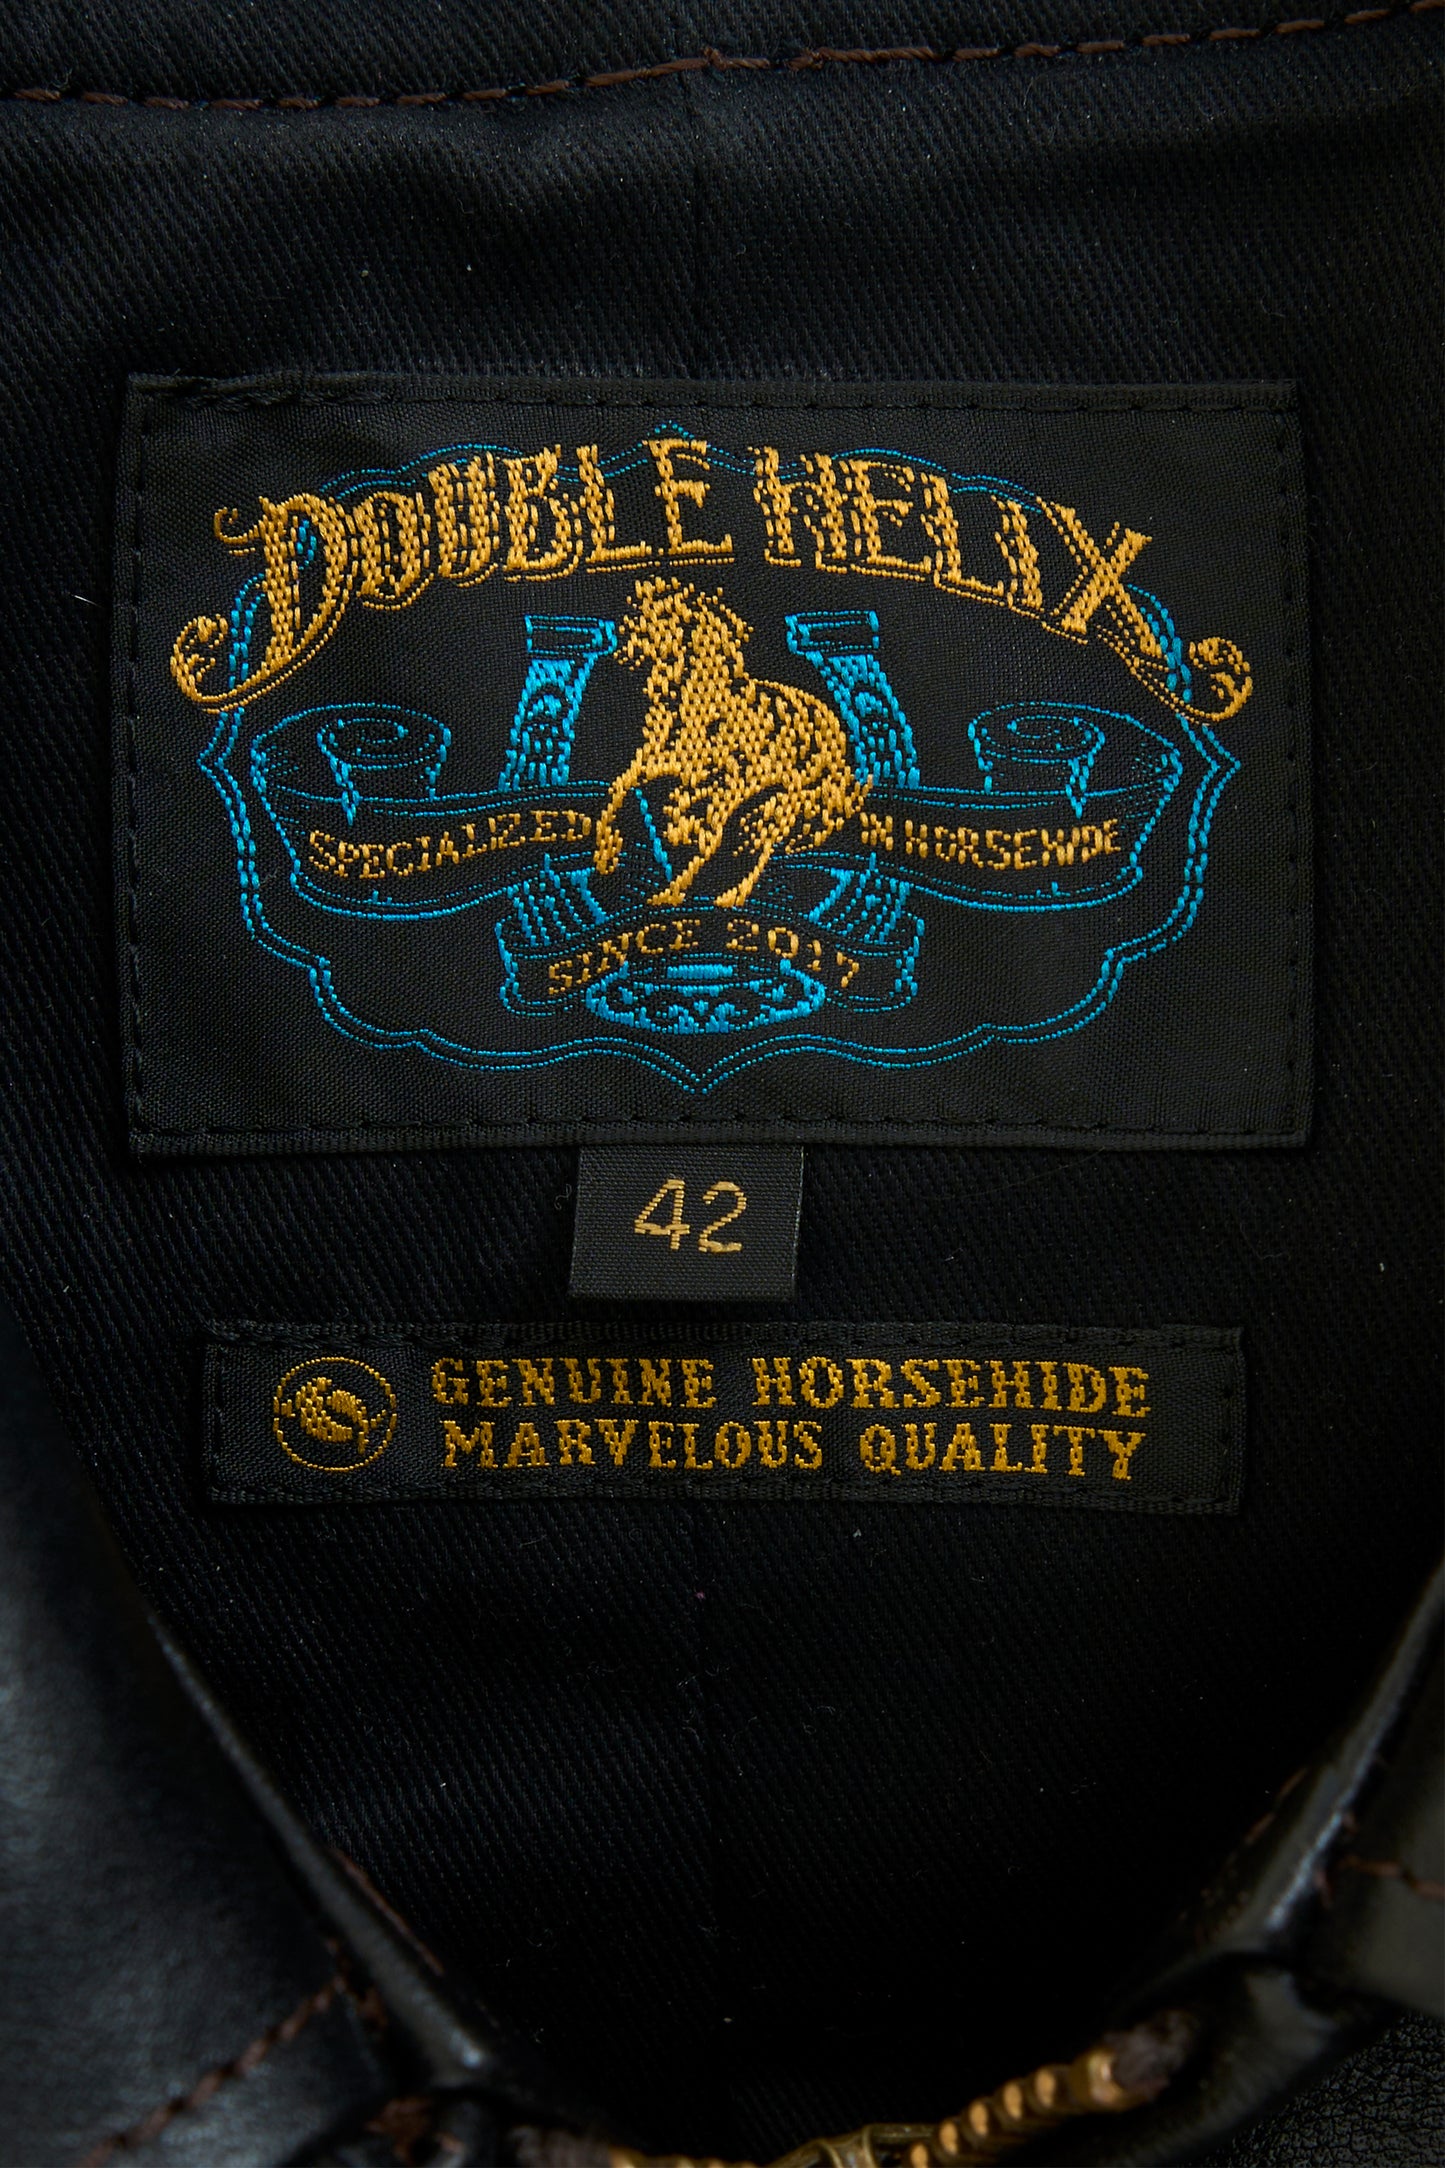 DOUBLE HELIX
SPECIALIZED IN HORSEHIDE
SINCE 2017
42
GENUINE HORSEHIDE
MARVELOUS QUALITY